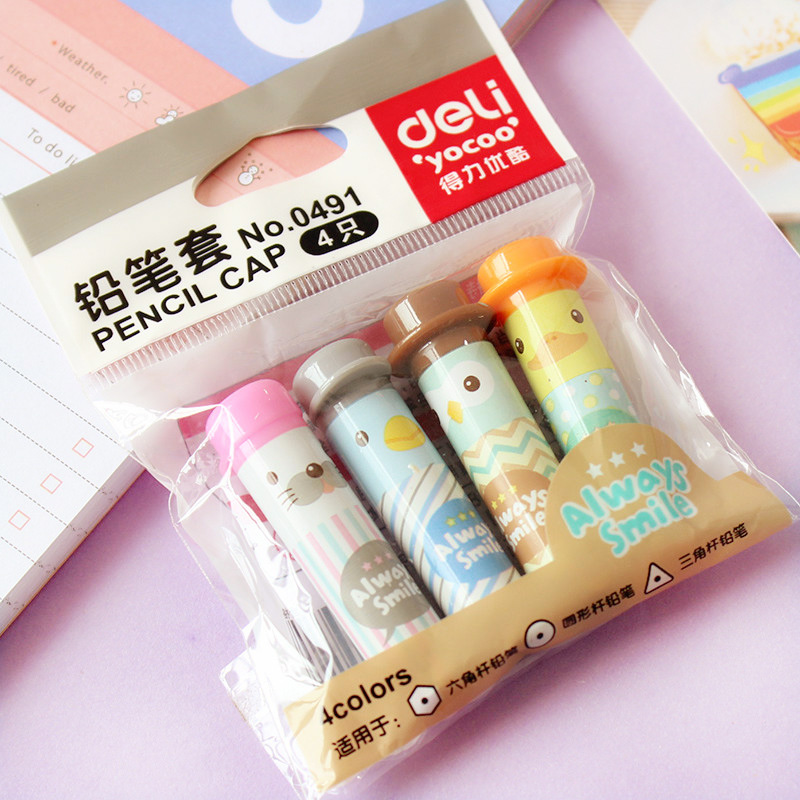 Weather.
tired / bad
To do li
deli
yocoo
得力优酷
铅笔套 No.0491
PENCIL CAP 4只
Always
Smile
Always
Smile
Always
Smile
Always
Smile
4colors
适用于：
六角杆铅笔
圆形杆铅笔
三角杆铅笔